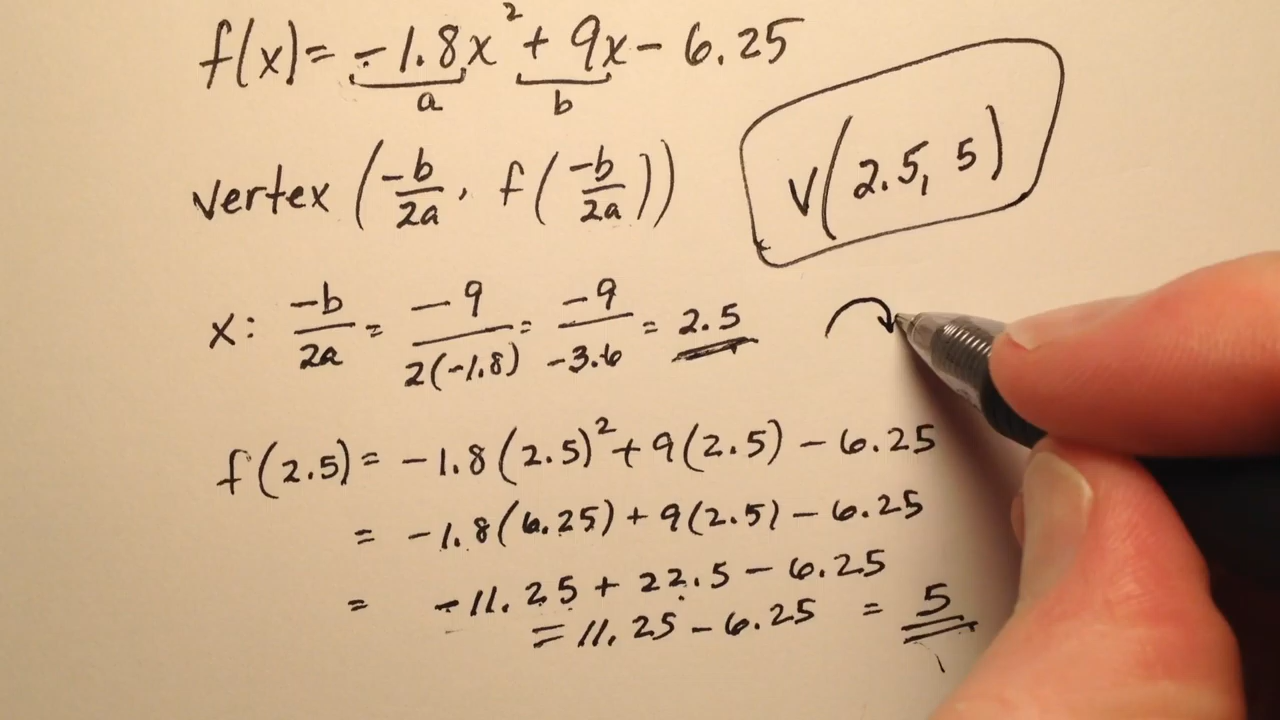 f(x) = -1.8x² + 9x - 6.25
a b
vertex (-b/2a, f(-b/2a))
V(2.5, 5)
x: -b/2a = -9/2(-1.8) = -9/-3.6 = 2.5
f(2.5) = -1.8(2.5)² + 9(2.5) - 6.25
= -1.8(6.25) + 9(2.5) - 6.25
= -11.25 + 22.5 - 6.25
= 11.25 - 6.25 = 5